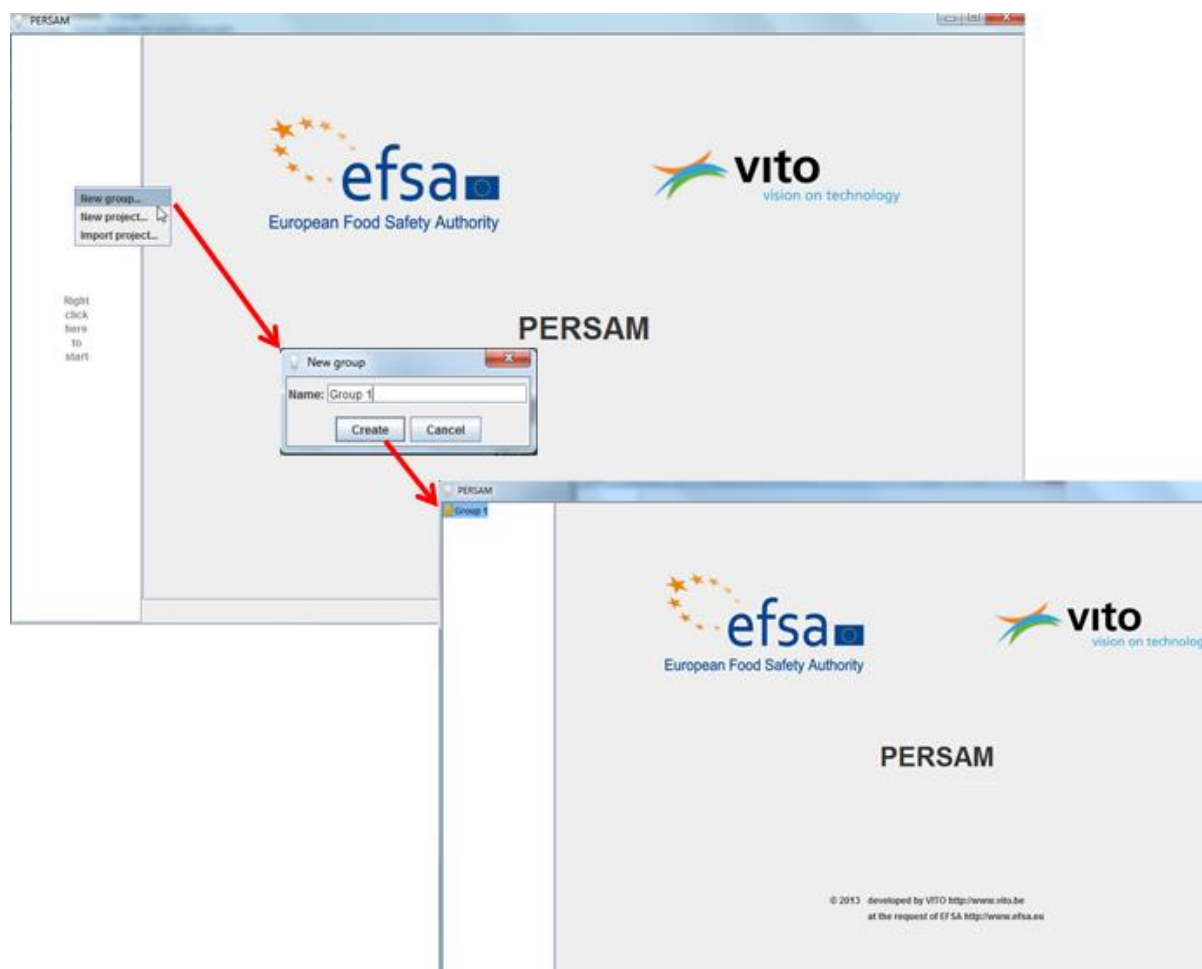 PERSAM
efsa
European Food Safety Authority
vito
vision on technology
New group...
New project...
Import project...
Right
click
here
to
start
PERSAM
New group
Name: Group 1
Create Cancel
PERSAM
Group 1
efsa
European Food Safety Authority
vito
vision on technolog
PERSAM
© 2013 developed by VITO http://www.vito.be
at the request of EFSA http://www.efsa.eu